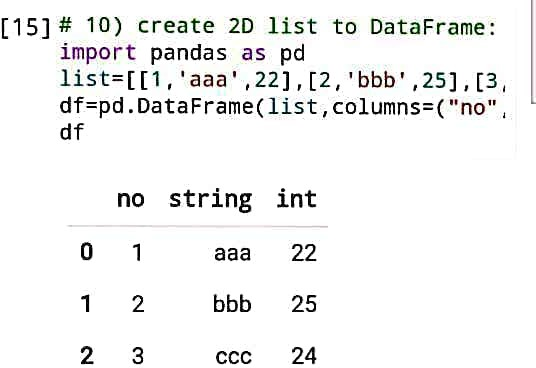 [15] # 10) create 2D list to DataFrame:
import pandas as pd
list=[[1,'aaa',22],[2,'bbb',25],[3,
df=pd.DataFrame(list,columns=("no",
df
no string int
0 1 aaa 22
1 2 bbb 25
2 3 ccc 24